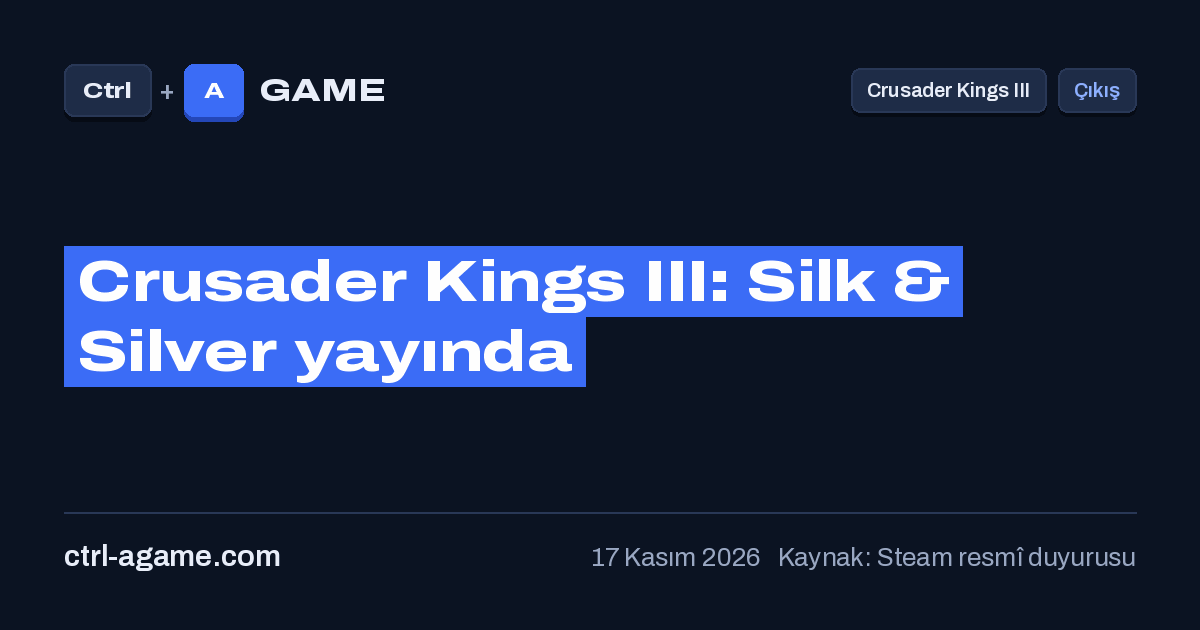 Ctrl + A GAME
Crusader Kings III Çıkış
Crusader Kings III: Silk &
Silver yayında
ctrl-agame.com
17 Kasım 2026 Kaynak: Steam resmî duyurusu